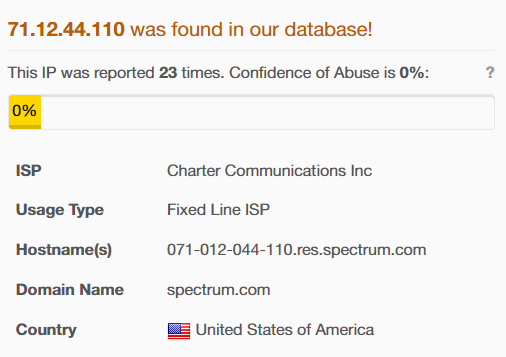 71.12.44.110 was found in our database!
This IP was reported 23 times. Confidence of Abuse is 0%: ?
0%
ISP Charter Communications Inc
Usage Type Fixed Line ISP
Hostname(s) 071-012-044-110.res.spectrum.com
Domain Name spectrum.com
Country United States of America